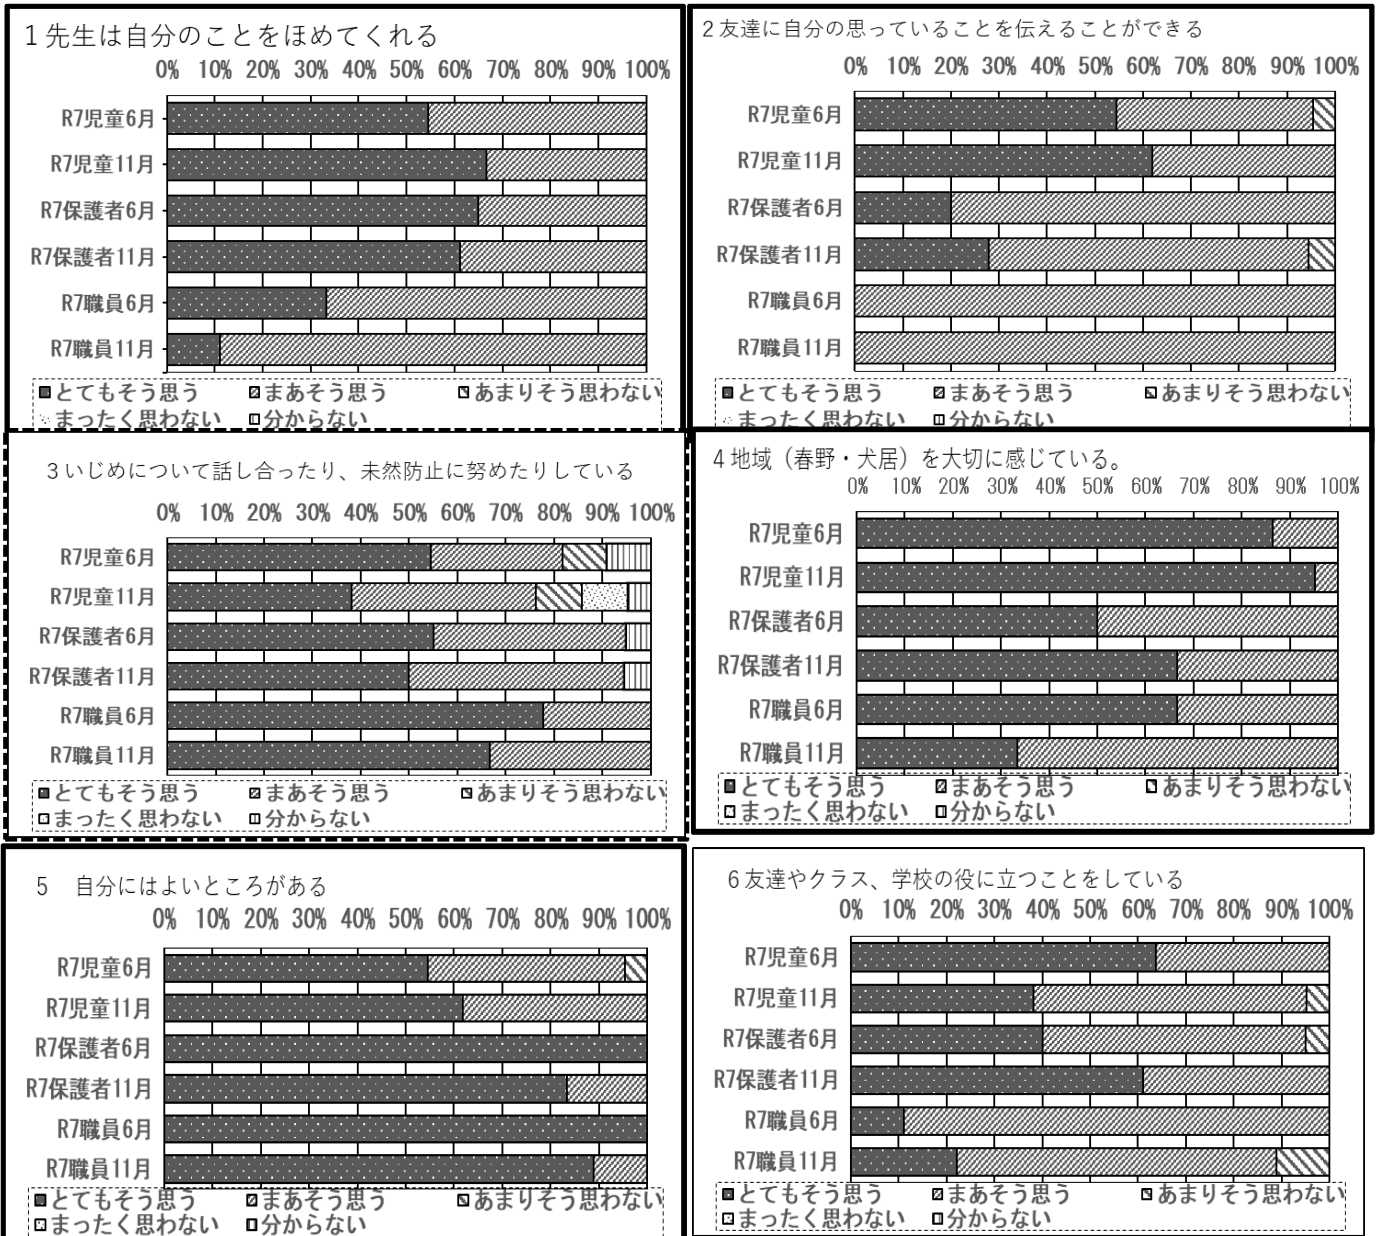 1先生は自分のことをほめてくれる
0% 10% 20% 30% 40% 50% 60% 70% 80% 90% 100%
R7児童6月
R7児童11月
R7保護者6月
R7保護者11月
R7職員6月
R7職員11月
とてもそう思う まあそう思う あまりそう思わない
まったく思わない 分からない
2友達に自分の思っていることを伝えることができる
0% 10% 20% 30% 40% 50% 60% 70% 80% 90% 100%
R7児童6月
R7児童11月
R7保護者6月
R7保護者11月
R7職員6月
R7職員11月
とてもそう思う まあそう思う あまりそう思わない
まったく思わない 分からない
3いじめについて話し合ったり、未然防止に努めたりしている
0% 10% 20% 30% 40% 50% 60% 70% 80% 90% 100%
R7児童6月
R7児童11月
R7保護者6月
R7保護者11月
R7職員6月
R7職員11月
とてもそう思う まあそう思う あまりそう思わない
まったく思わない 分からない
4地域（春野・犬居）を大切に感じている。
0% 10% 20% 30% 40% 50% 60% 70% 80% 90% 100%
R7児童6月
R7児童11月
R7保護者6月
R7保護者11月
R7職員6月
R7職員11月
とてもそう思う まあそう思う あまりそう思わない
まったく思わない 分からない
5　自分にはよいところがある
0% 10% 20% 30% 40% 50% 60% 70% 80% 90% 100%
R7児童6月
R7児童11月
R7保護者6月
R7保護者11月
R7職員6月
R7職員11月
とてもそう思う まあそう思う あまりそう思わない
まったく思わない 分からない
6友達やクラス、学校の役に立つことをしている
0% 10% 20% 30% 40% 50% 60% 70% 80% 90% 100%
R7児童6月
R7児童11月
R7保護者6月
R7保護者11月
R7職員6月
R7職員11月
とてもそう思う まあそう思う あまりそう思わない
まったく思わない 分からない